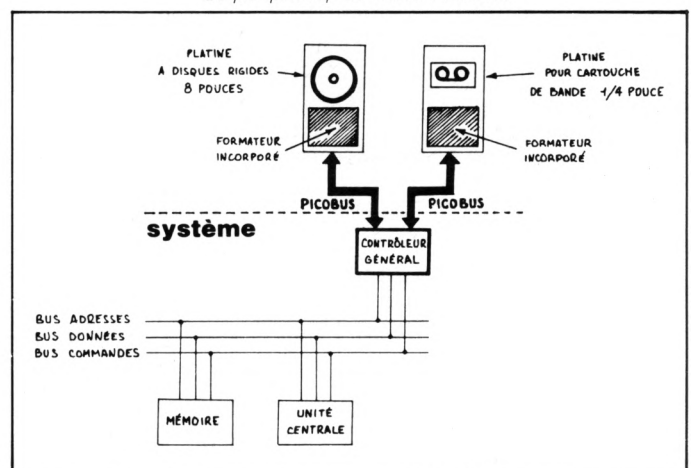 PLATINE
A DISQUES RIGIDES
8 POUCES
PLATINE
POUR CARTOUCHE
DE BANDE 1/4 POUCE
FORMATEUR
INCORPORÉ
FORMATEUR
INCORPORÉ
PICOBUS
PICOBUS
système
CONTRÔLEUR
GÉNÉRAL
BUS ADRESSES
BUS DONNÉES
BUS COMMANDES
MÉMOIRE
UNITÉ
CENTRALE